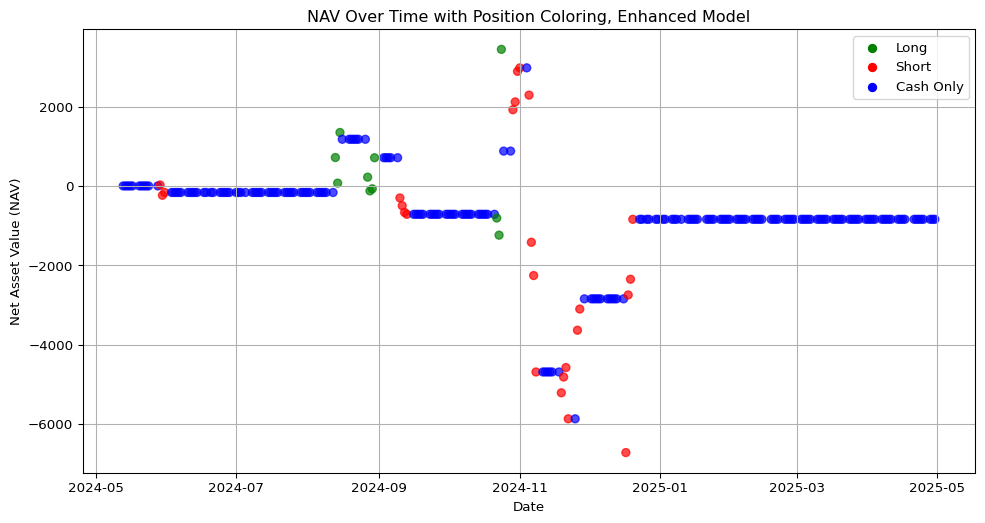 NAV Over Time with Position Coloring, Enhanced Model
Long
Short
Cash Only
2000
0
−2000
−4000
−6000
Net Asset Value (NAV)
2024-05
2024-07
2024-09
2024-11
2025-01
2025-03
2025-05
Date